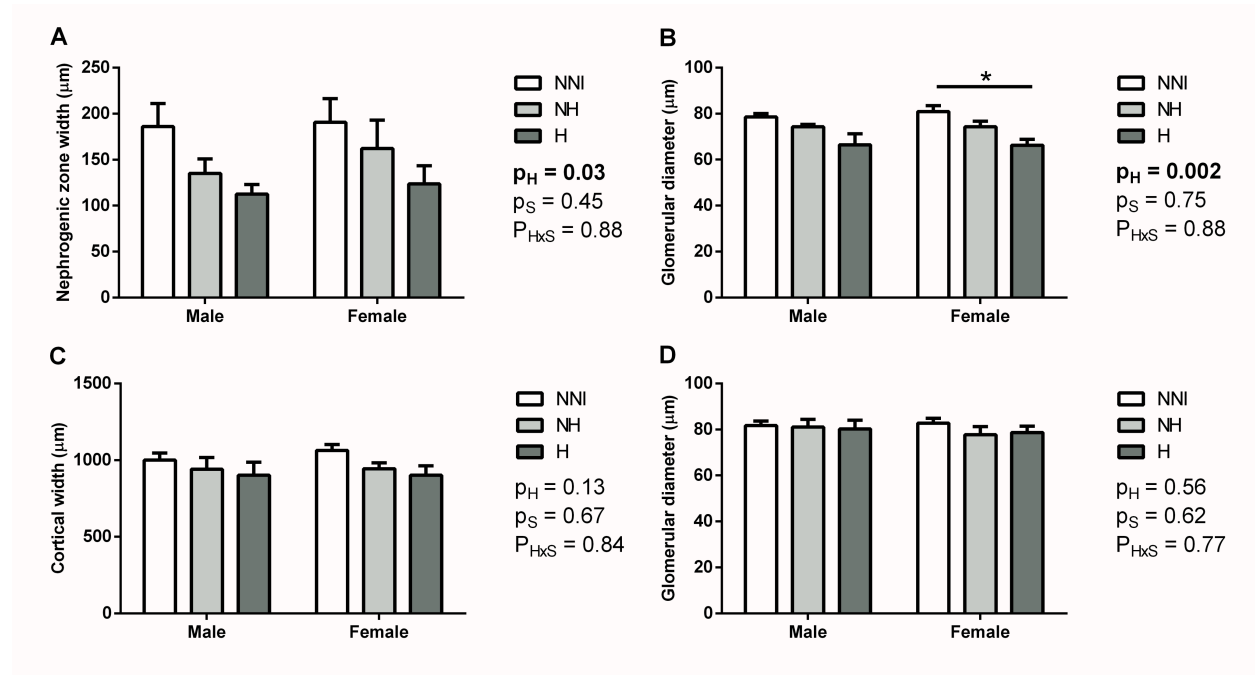 A
Nephrogenic zone width (μm)
250
200
150
100
50
0
Male
Female
NNI
NH
H
pH = 0.03
pS = 0.45
PHxS = 0.88
B
Glomerular diameter (μm)
100
80
60
40
20
0
*
Male
Female
NNI
NH
H
pH = 0.002
pS = 0.75
PHxS = 0.88
C
Cortical width (μm)
1500
1000
500
0
Male
Female
NNI
NH
H
pH = 0.13
pS = 0.67
PHxS = 0.84
D
Glomerular diameter (μm)
100
80
60
40
20
0
Male
Female
NNI
NH
H
pH = 0.56
pS = 0.62
PHxS = 0.77